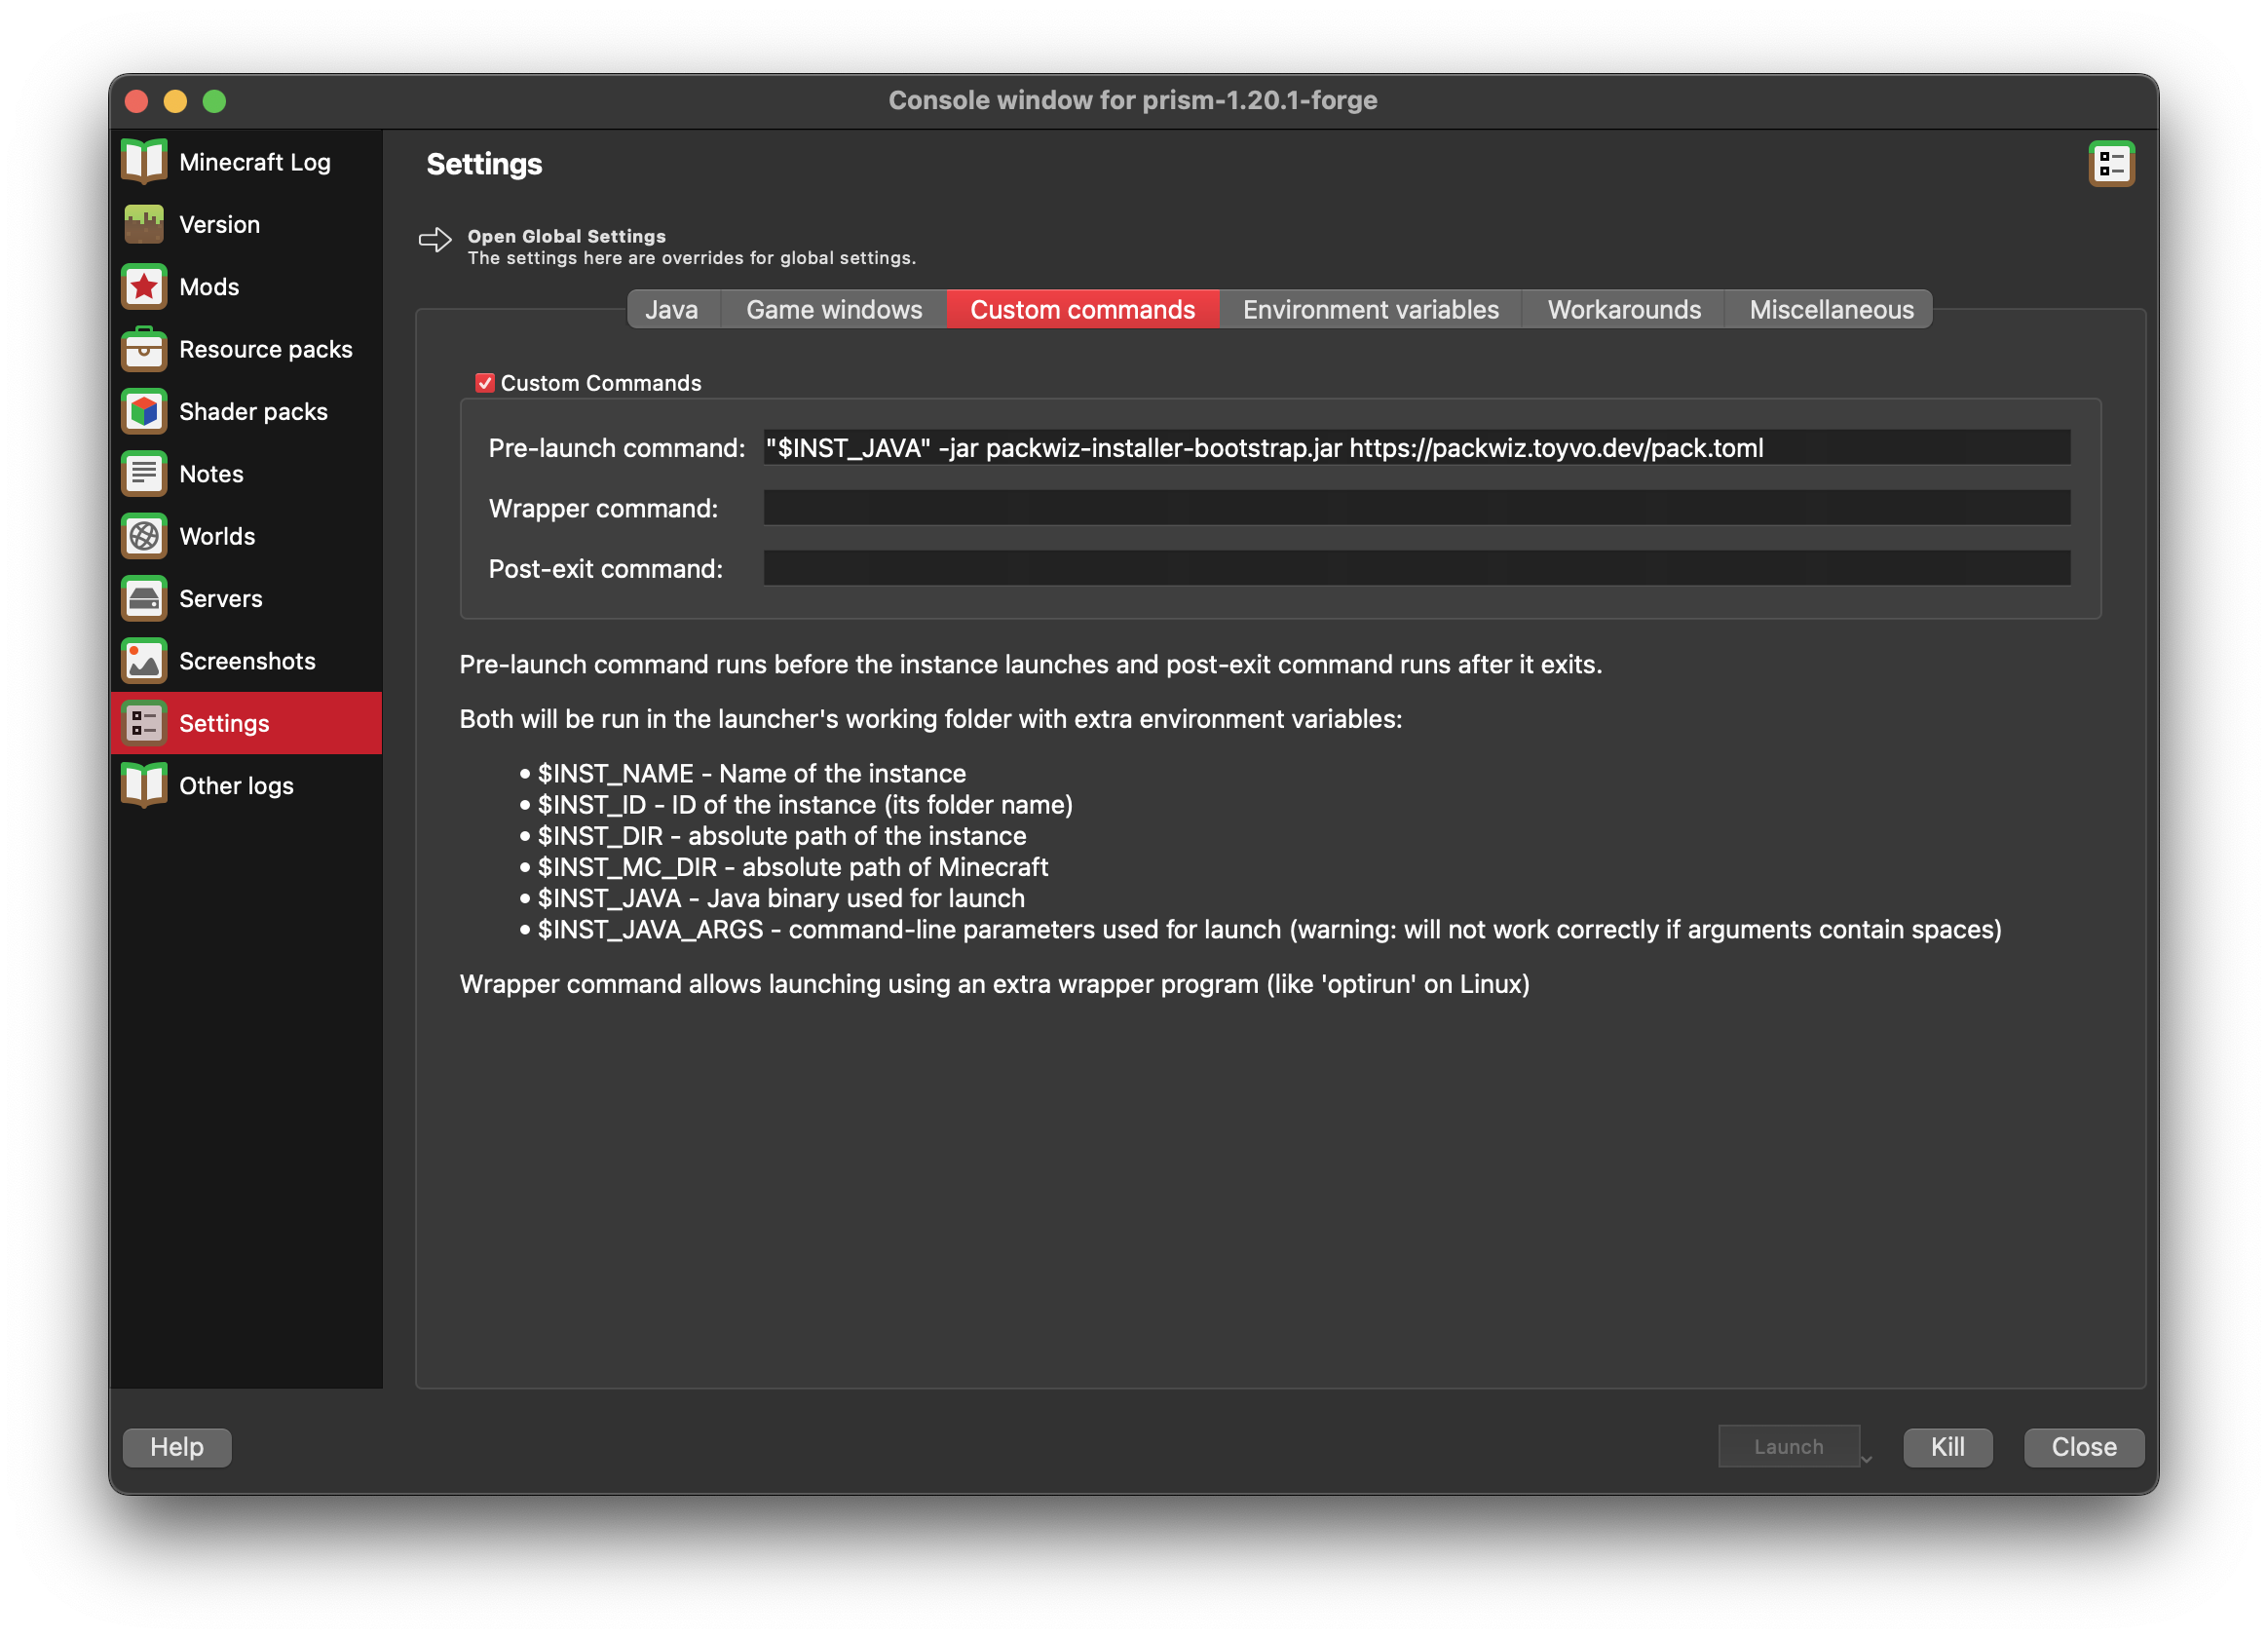 Console window for prism-1.20.1-forge
Minecraft Log
Version
Mods
Resource packs
Shader packs
Notes
Worlds
Servers
Screenshots
Settings
Other logs
Settings
Open Global Settings
The settings here are overrides for global settings.
Java Game windows Custom commands Environment variables Workarounds Miscellaneous
Custom Commands
Pre-launch command: "$INST_JAVA" -jar packwiz-installer-bootstrap.jar https://packwiz.toyvo.dev/pack.toml
Wrapper command:
Post-exit command:
Pre-launch command runs before the instance launches and post-exit command runs after it exits.
Both will be run in the launcher's working folder with extra environment variables:
• $INST_NAME - Name of the instance
• $INST_ID - ID of the instance (its folder name)
• $INST_DIR - absolute path of the instance
• $INST_MC_DIR - absolute path of Minecraft
• $INST_JAVA - Java binary used for launch
• $INST_JAVA_ARGS - command-line parameters used for launch (warning: will not work correctly if arguments contain spaces)
Wrapper command allows launching using an extra wrapper program (like 'optirun' on Linux)
Help Launch Kill Close